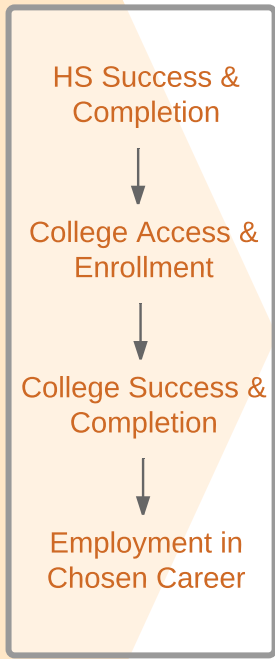 HS Success &
Completion
College Access &
Enrollment
College Success &
Completion
Employment in
Chosen Career